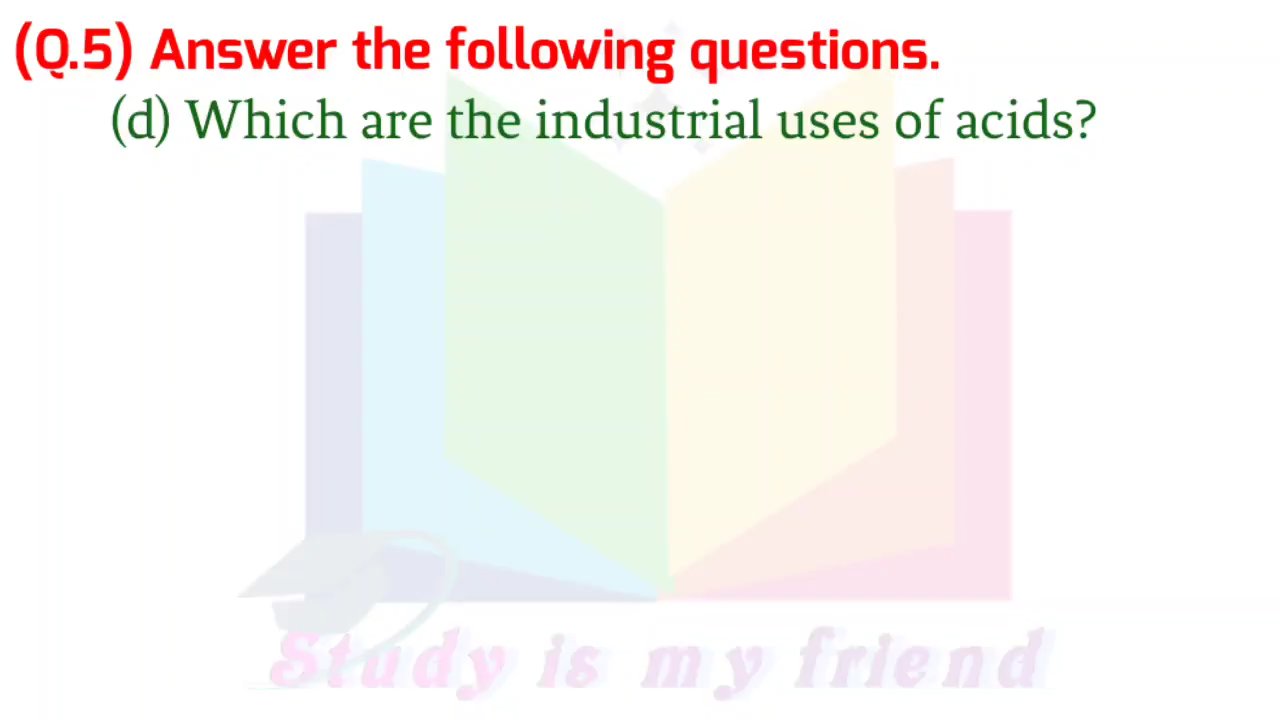 (Q.5) Answer the following questions.
(d) Which are the industrial uses of acids?
Study is my friend